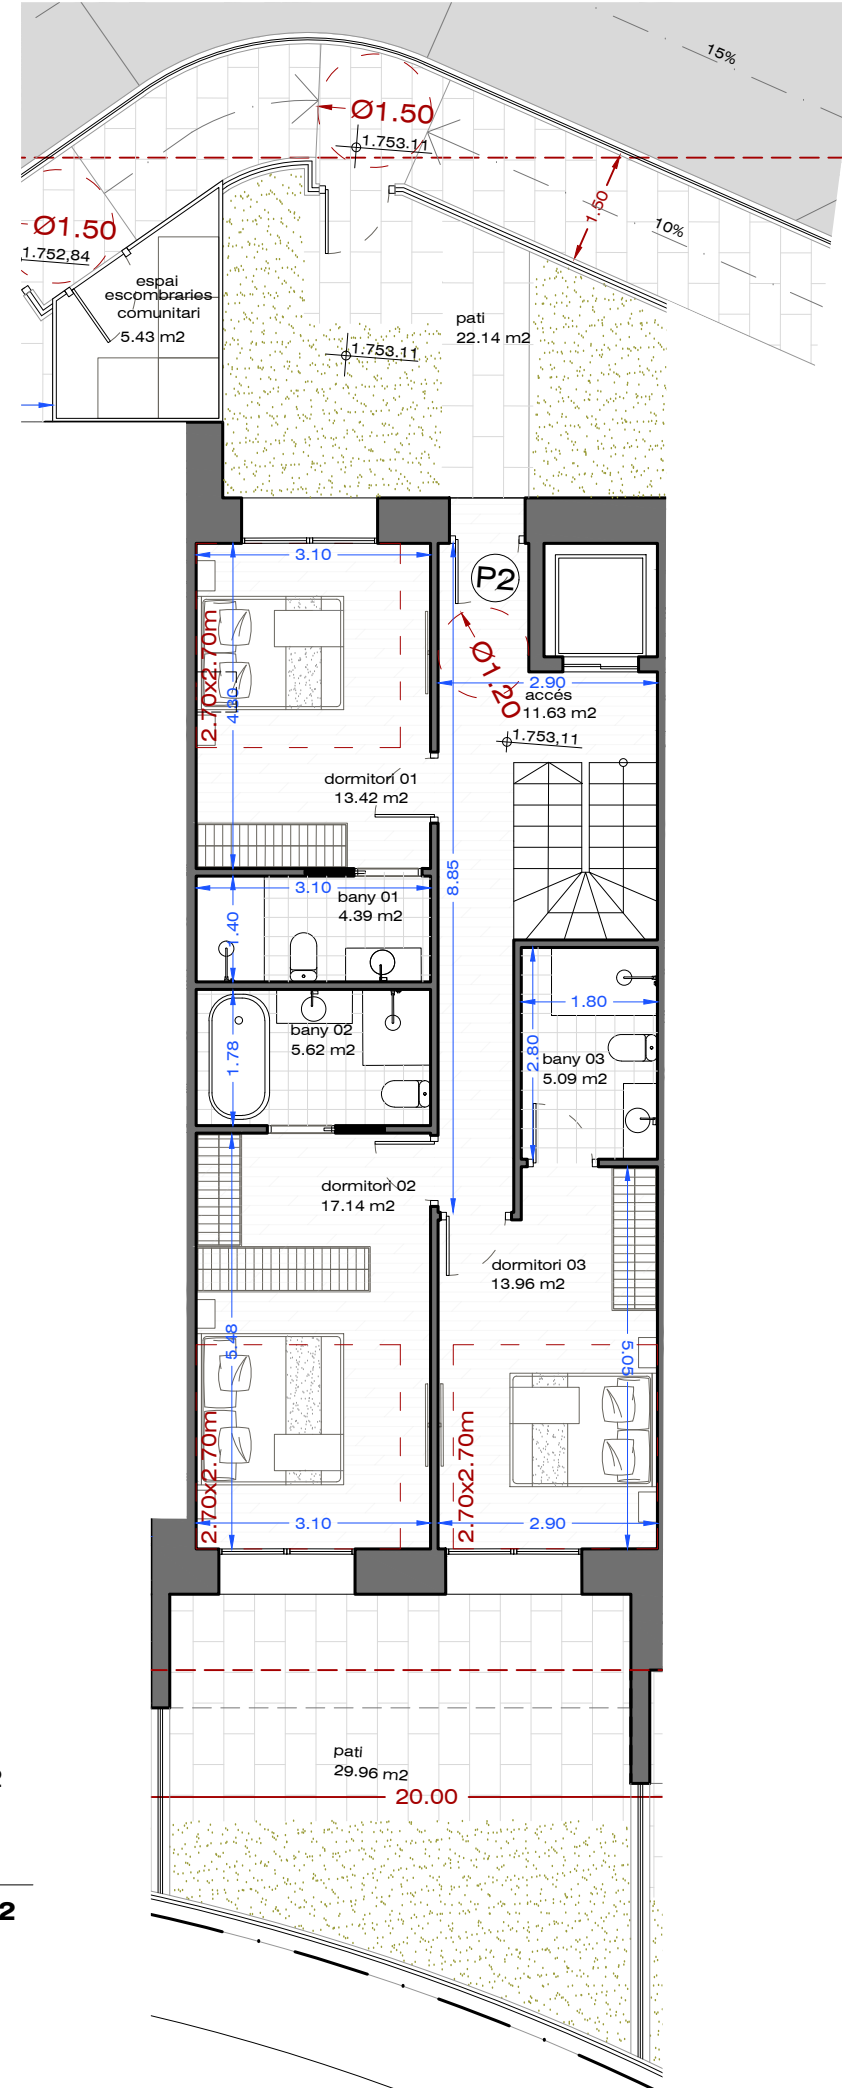 15%
Ø1.50
1.753.11
1.50
Ø1.50
1.752,84
10%
espai
escombraries
comunitari
5.43 m2
pati
22.14 m2
1.753.11
3.10
P2
2.70x2.70m
4.30
Ø1.20
2.90
accés
11.63 m2
1.753,11
dormitori 01
13.42 m2
8.85
3.10
bany 01
4.39 m2
1.40
1.80
bany 02
5.62 m2
1.78
2.80
bany 03
5.09 m2
dormitori 02
17.14 m2
dormitori 03
13.96 m2
5.48
5.05
2.70x2.70m
2.70x2.70m
3.10
2.90
pati
29.96 m2
20.00
2